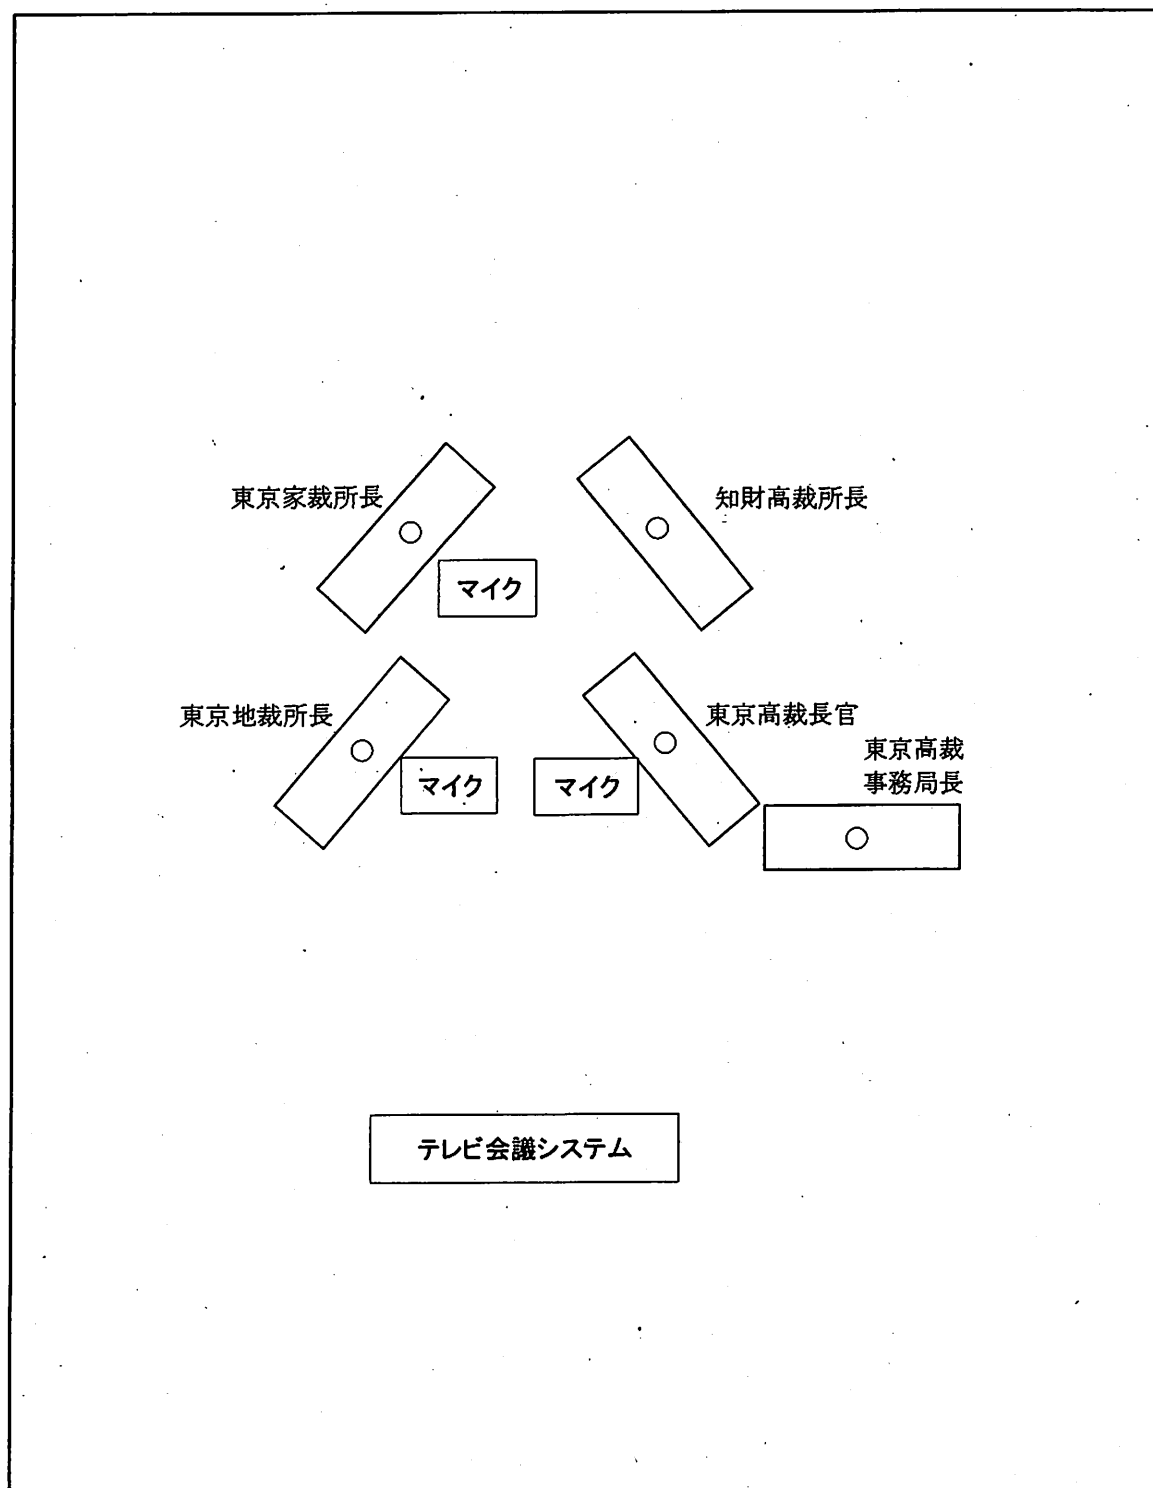 東京家裁所長
知財高裁所長
マイク
東京地裁所長
東京高裁長官
東京高裁
事務局長
マイク
マイク
テレビ会議システム